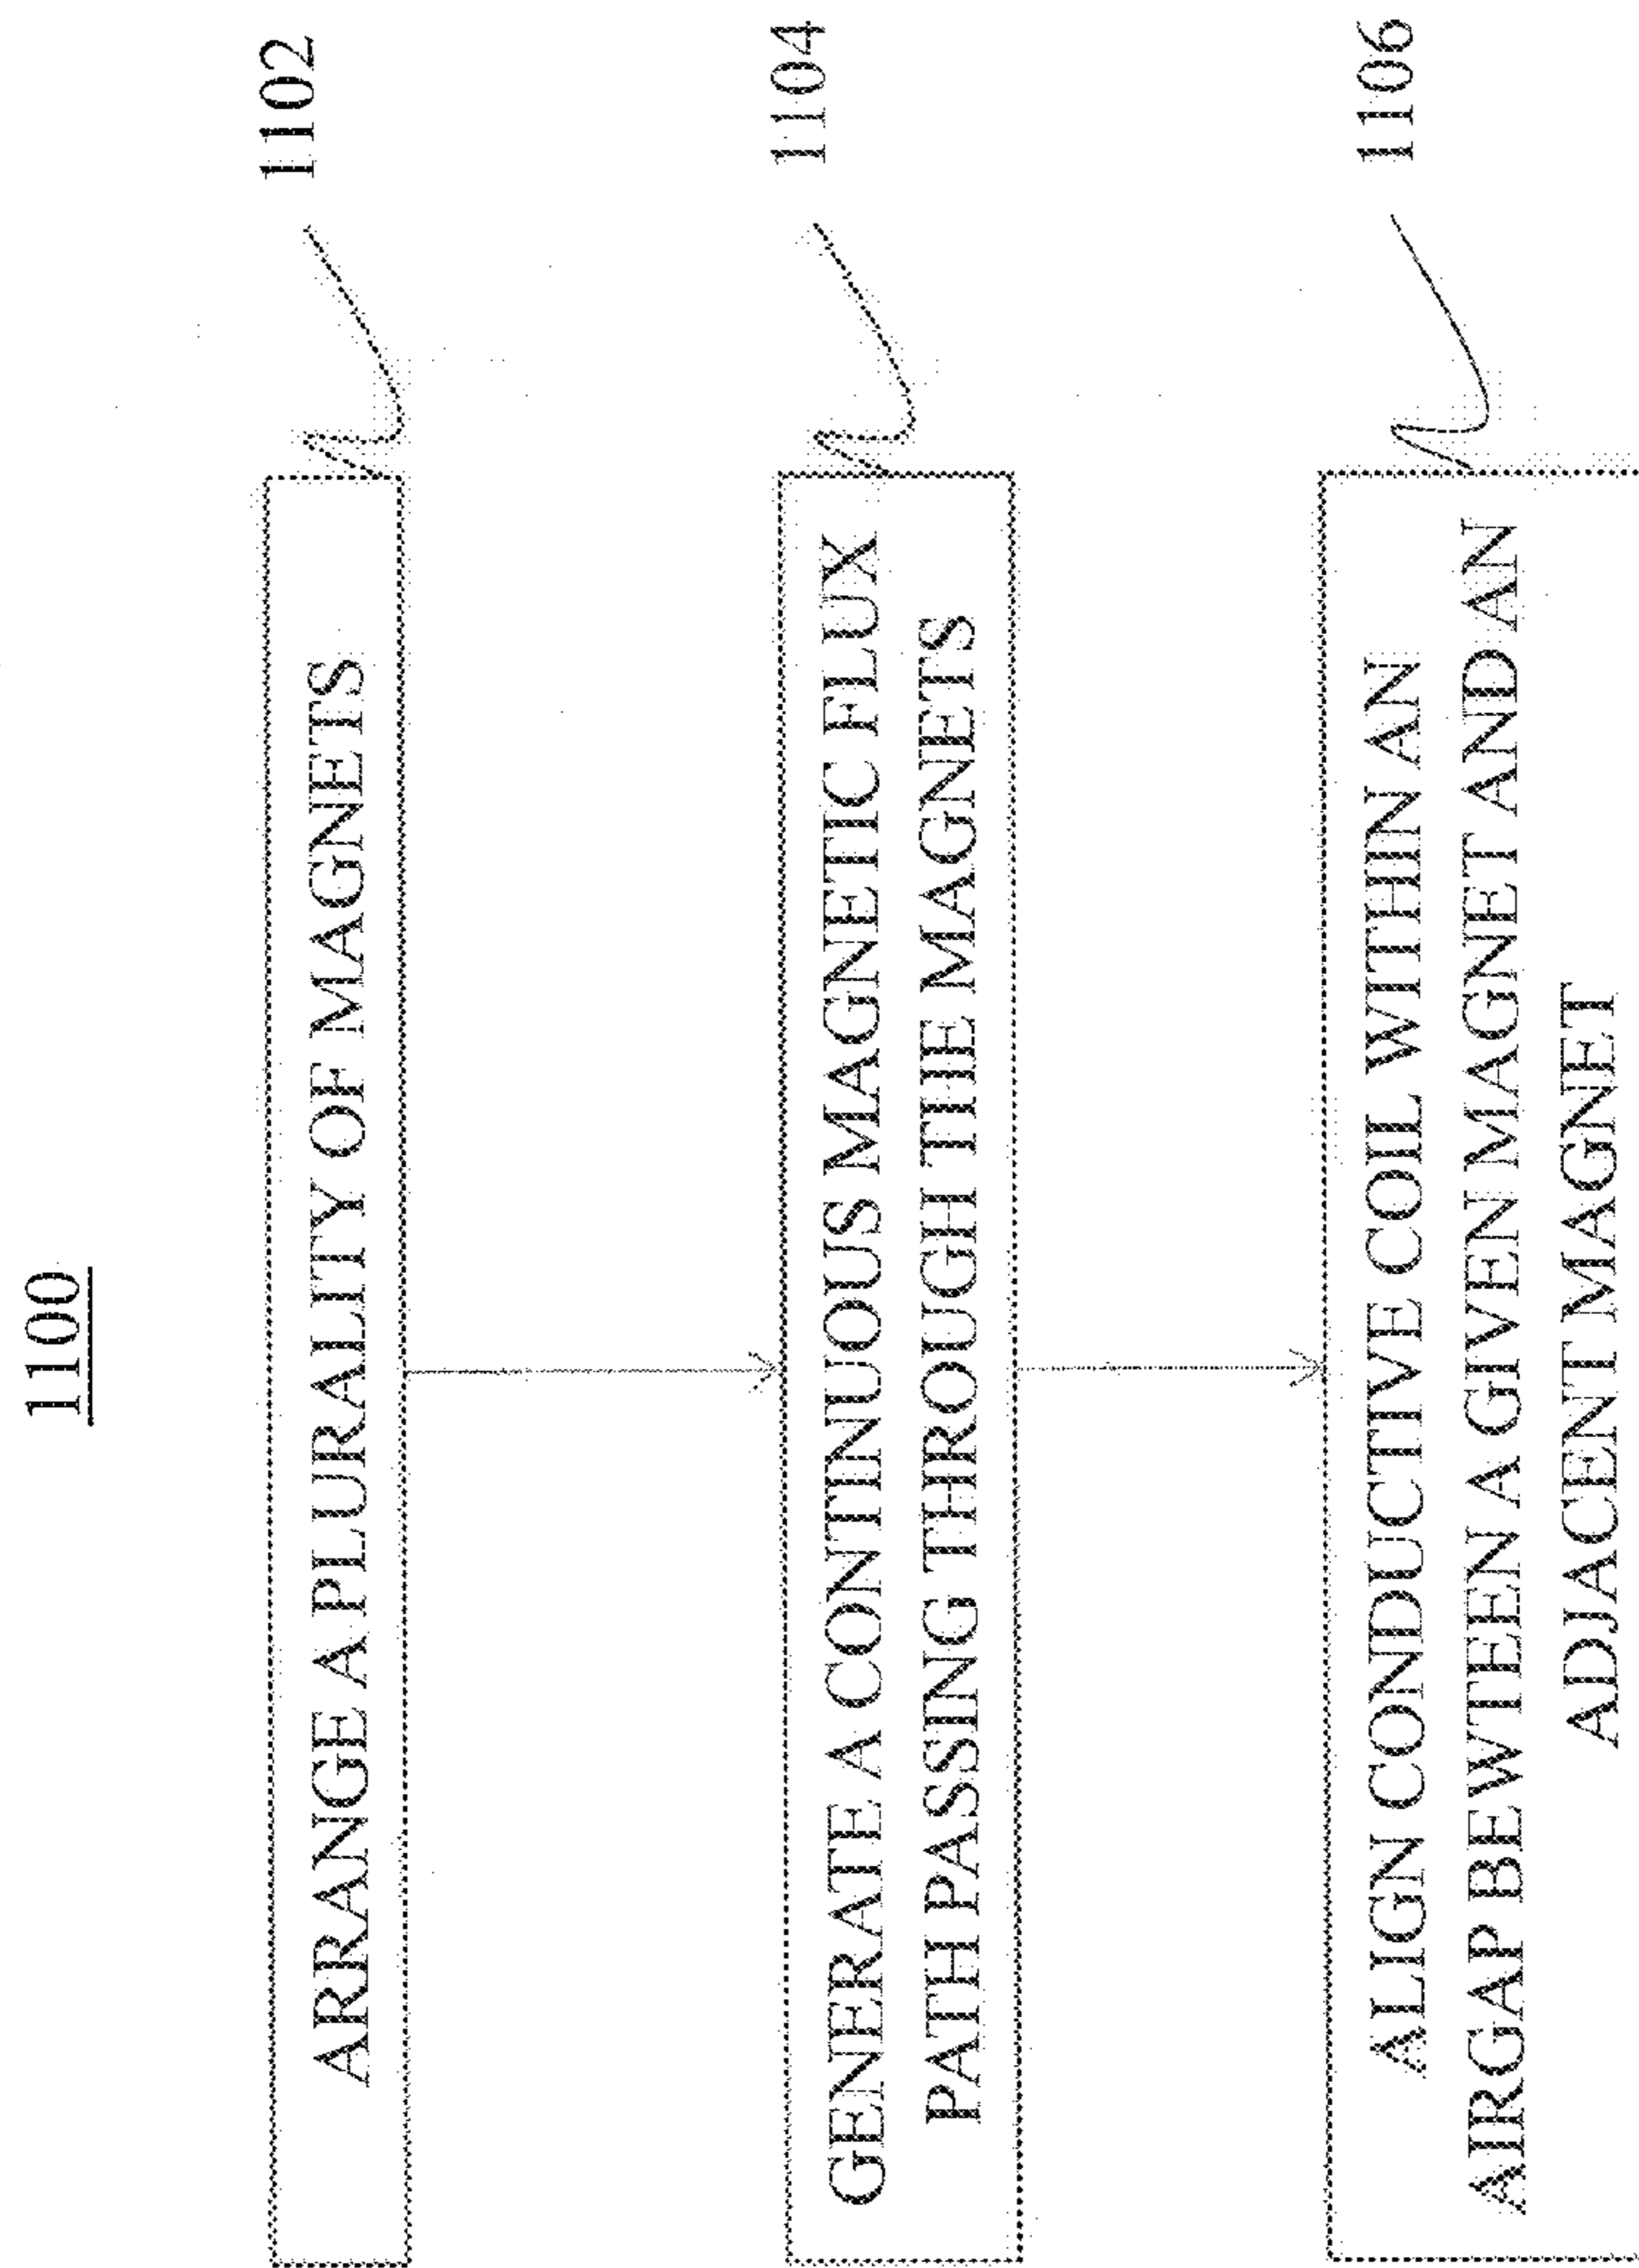 1100
ARRANGE A PLURALITY OF MAGNETS
1102
GENERATE A CONTINUOUS MAGNETIC FLUX
PATH PASSING THROUGH THE MAGNETS
1104
ALIGN CONDUCTIVE COIL WITHIN AN
AIRGAP BEWTEEN A GIVEN MAGNET AND AN
ADJACENT MAGNET
1106